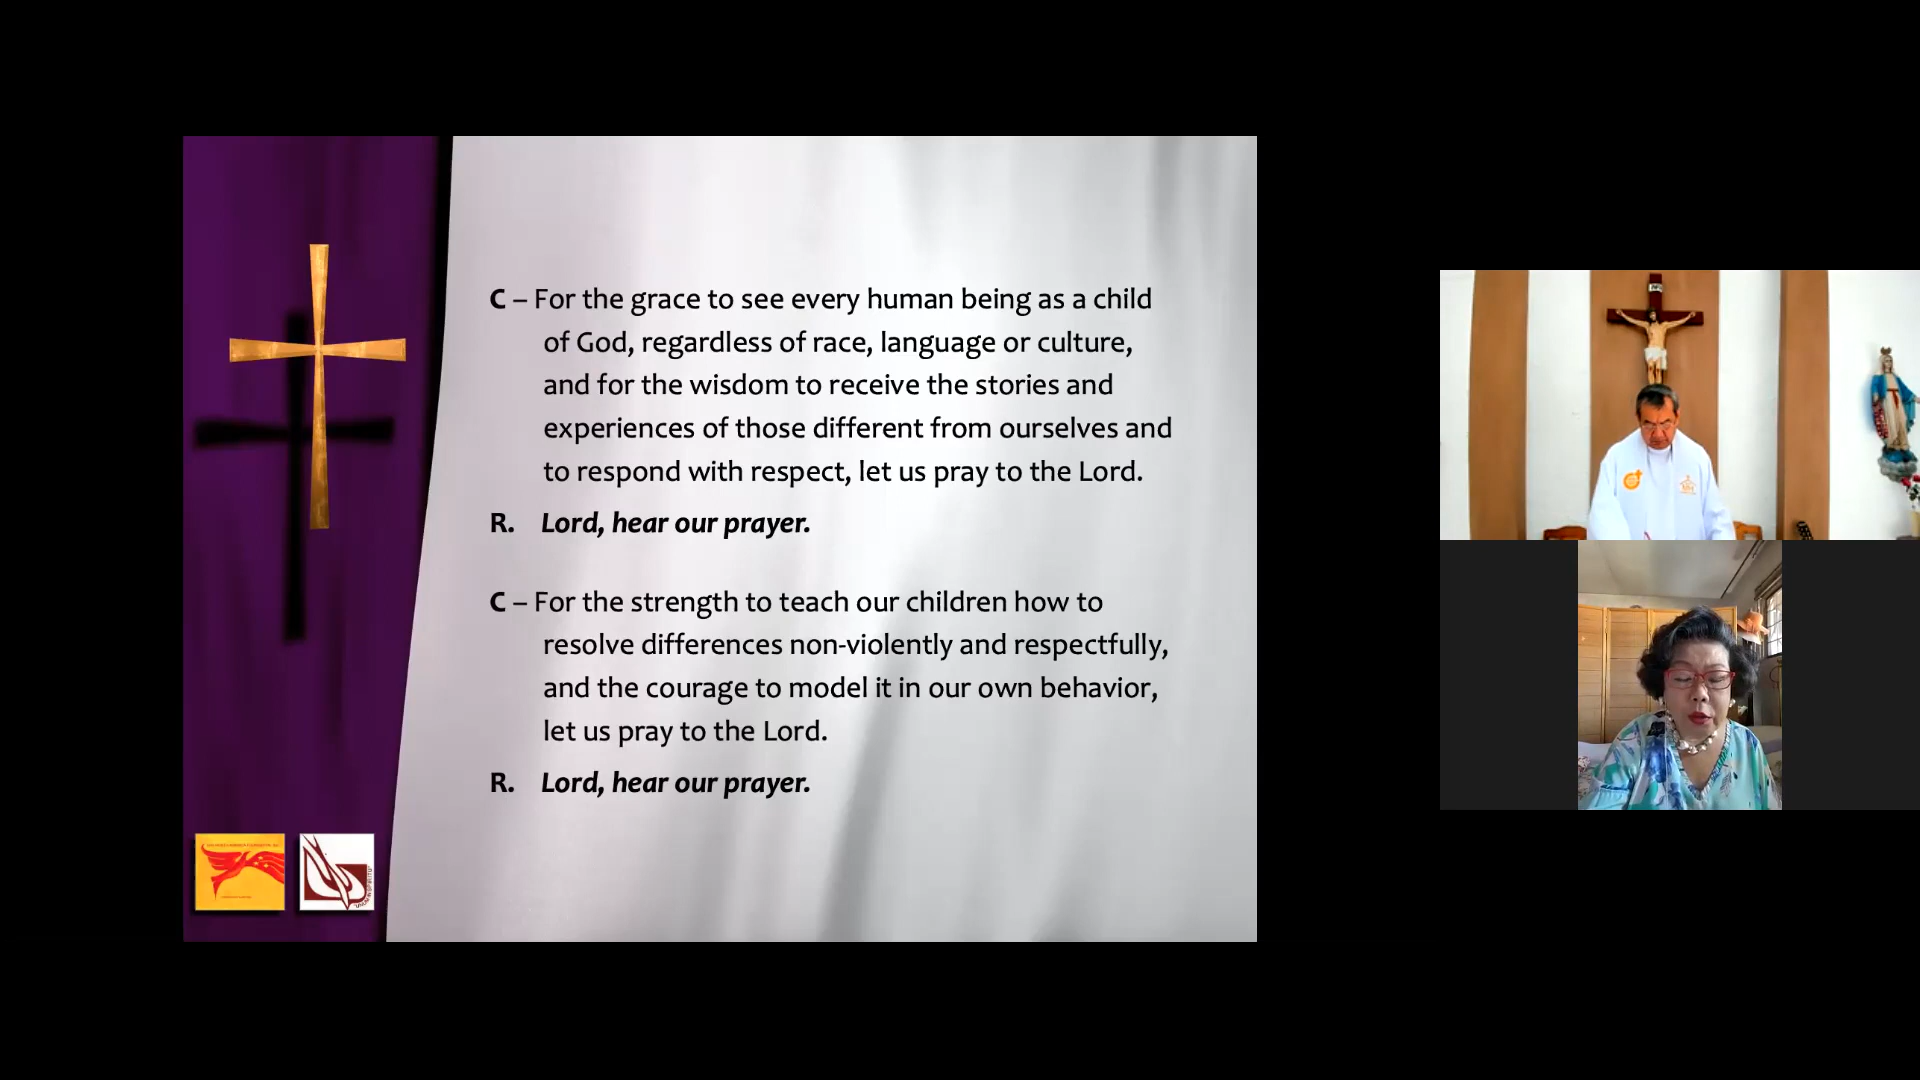 C – For the grace to see every human being as a child
of God, regardless of race, language or culture,
and for the wisdom to receive the stories and
experiences of those different from ourselves and
to respond with respect, let us pray to the Lord.
R. Lord, hear our prayer.
C – For the strength to teach our children how to
resolve differences non-violently and respectfully,
and the courage to model it in our own behavior,
let us pray to the Lord.
R. Lord, hear our prayer.